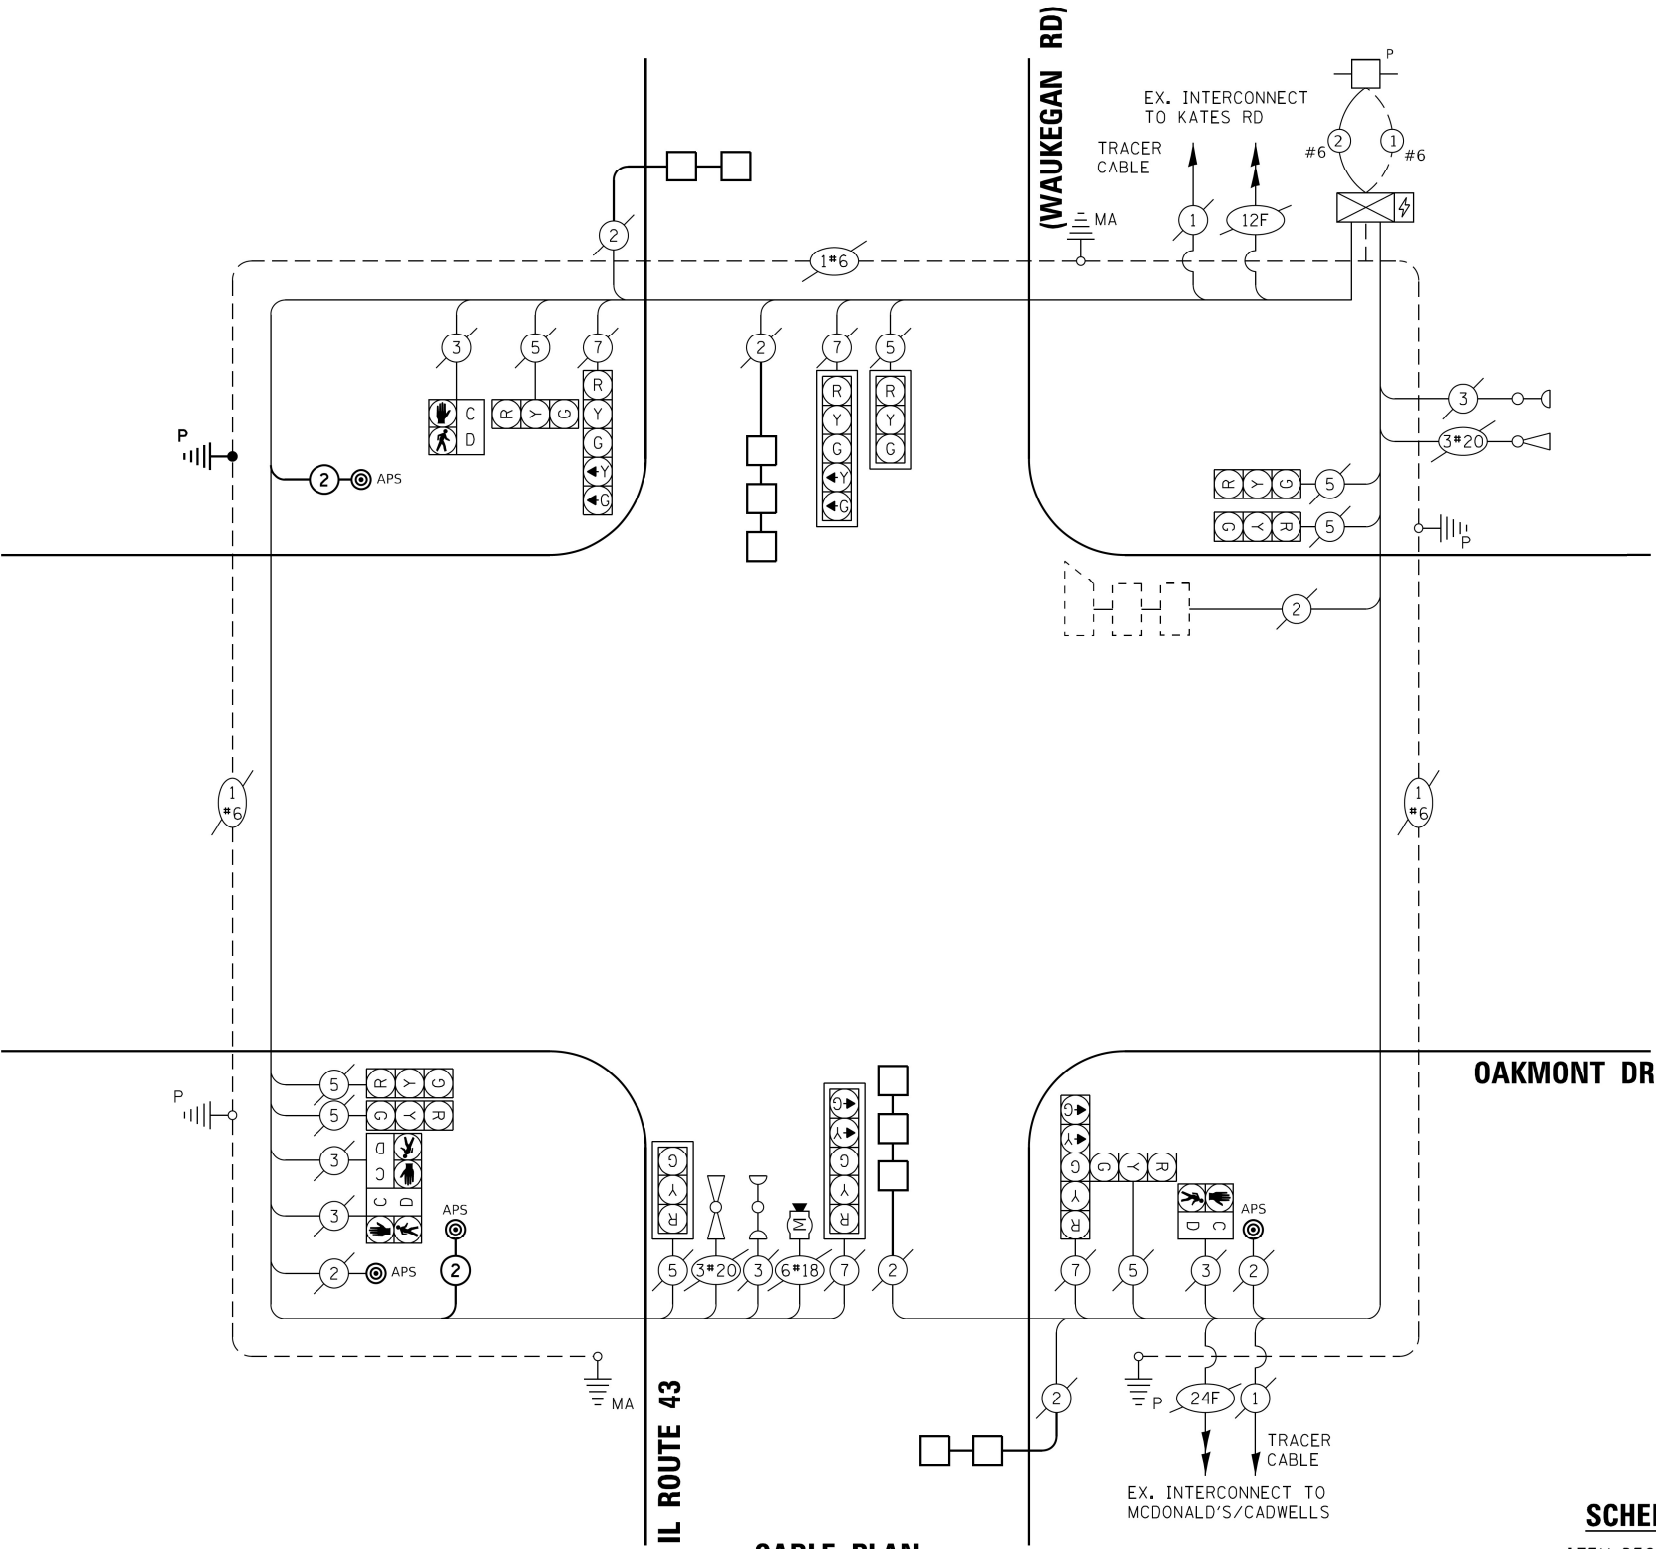 (WAUKEGAN RD)
P
EX. INTERCONNECT
TO KATES RD
TRACER
CABLE
2
1
#6
#6
1
12F
MA
2
1#6
3
5
7
2
7
5
R
Y
G
Y
G
R
Y
G
Y
G
R
Y
G
C
D
R Y G
P
2
APS
3
3#20
R Y G
5
G Y R
5
P
2
1
#6
1
#6
OAKMONT DR
5
R Y G
5
G Y R
P
3
D
C
3
C D
APS
2
APS
2
G
Y
R
G
Y
G
Y
R
G
Y
G
Y
R
G Y R
D C
APS
5
3#20
3
6#18
M
7
2
7
5
3
2
MA
2
P
24F
1
IL ROUTE 43
TRACER
CABLE
EX. INTERCONNECT TO
MCDONALD'S/CADWELLS
CABLE PLAN